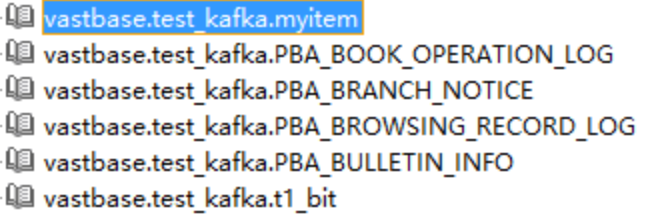 vastbase.test_kafka.myitem
vastbase.test_kafka.PBA_BOOK_OPERATION_LOG
vastbase.test_kafka.PBA_BRANCH_NOTICE
vastbase.test_kafka.PBA_BROWSING_RECORD_LOG
vastbase.test_kafka.PBA_BULLETIN_INFO
vastbase.test_kafka.t1_bit